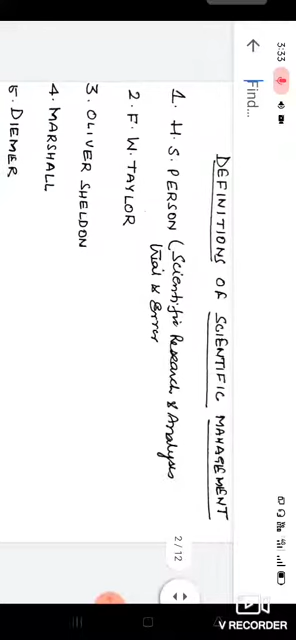 3:33
Find...
DEFINITIONS OF SCIENTIFIC MANAGEMENT
1. H. S. PERSON (Scientific Research & Analyses
trial & Error
2. F. W. TAYLOR
3. OLIVER SHELDON
4. MARSHALL
5. DIEMER
2 / 12
V RECORDER